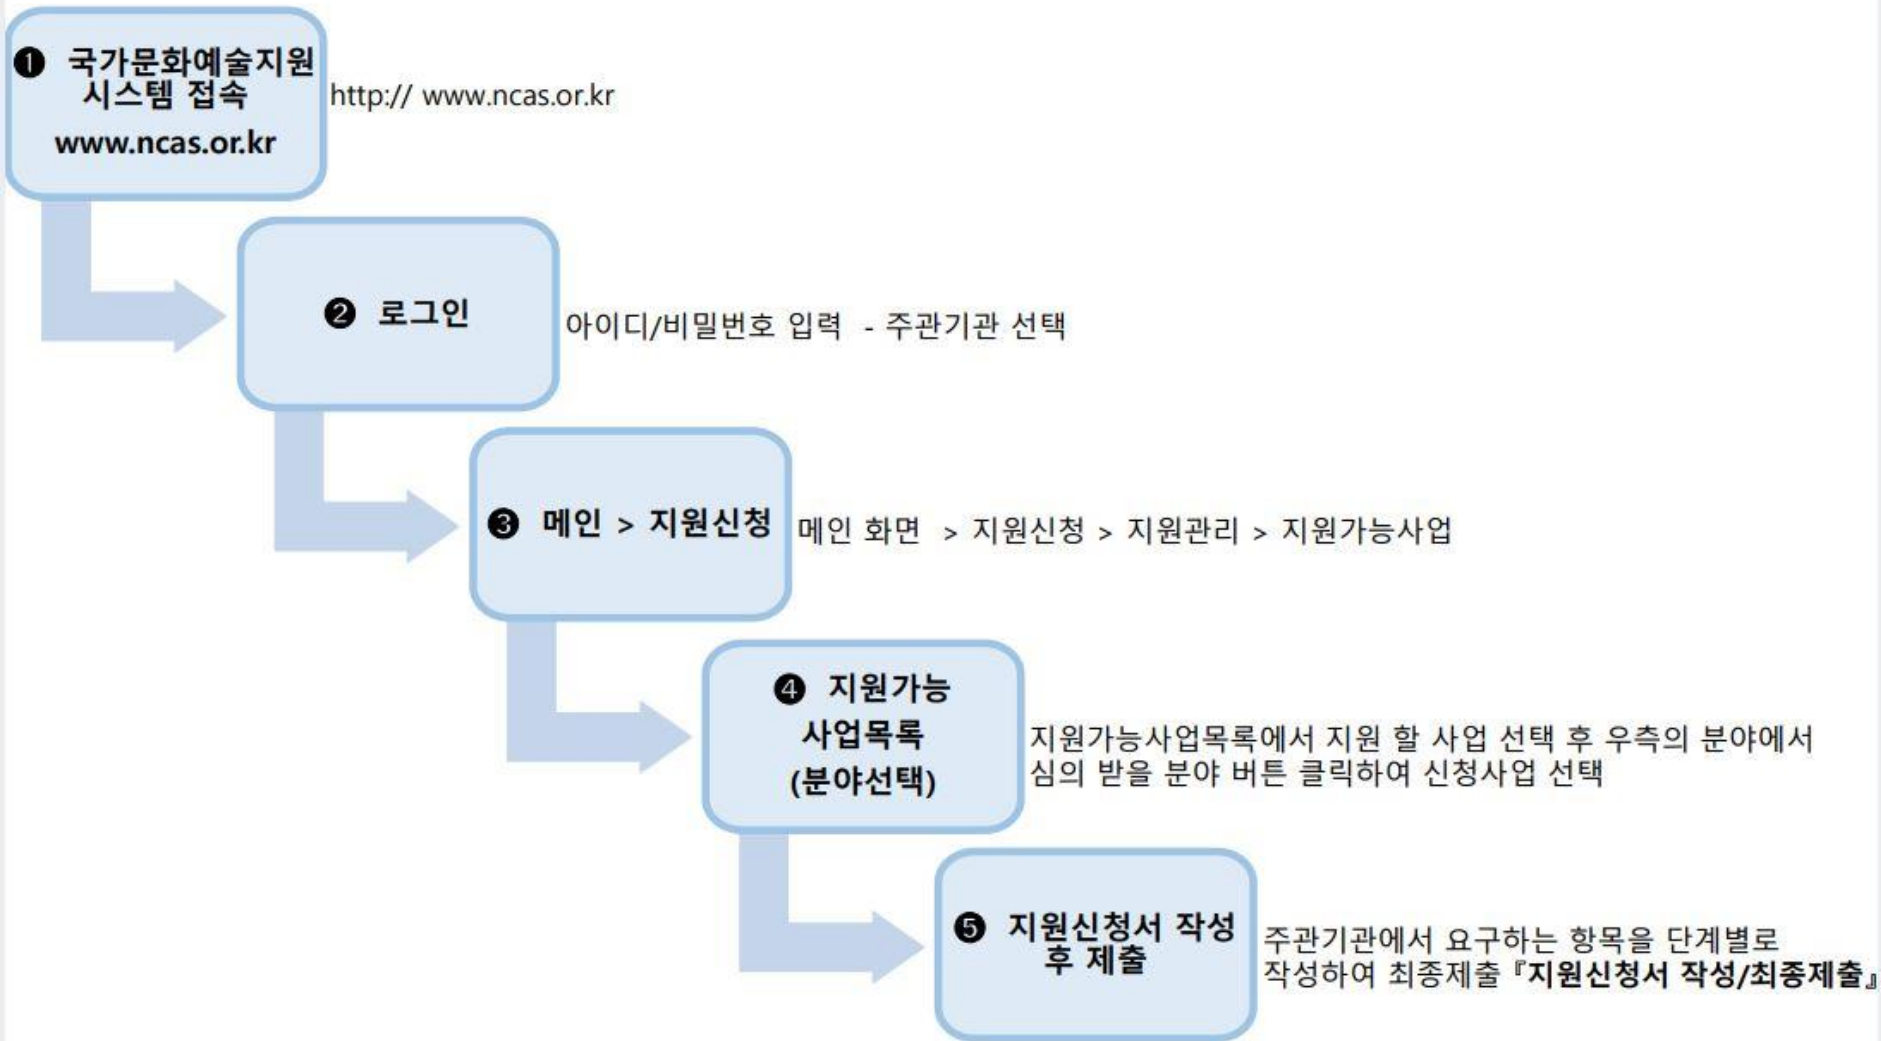 ❶ 국가문화예술지원
시스템 접속
www.ncas.or.kr
http:// www.ncas.or.kr
❷ 로그인
아이디/비밀번호 입력 - 주관기관 선택
❸ 메인 > 지원신청
메인 화면 > 지원신청 > 지원관리 > 지원가능사업
❹ 지원가능
사업목록
(분야선택)
지원가능사업목록에서 지원 할 사업 선택 후 우측의 분야에서
심의 받을 분야 버튼 클릭하여 신청사업 선택
❺ 지원신청서 작성
후 제출
주관기관에서 요구하는 항목을 단계별로
작성하여 최종제출『지원신청서 작성/최종제출』